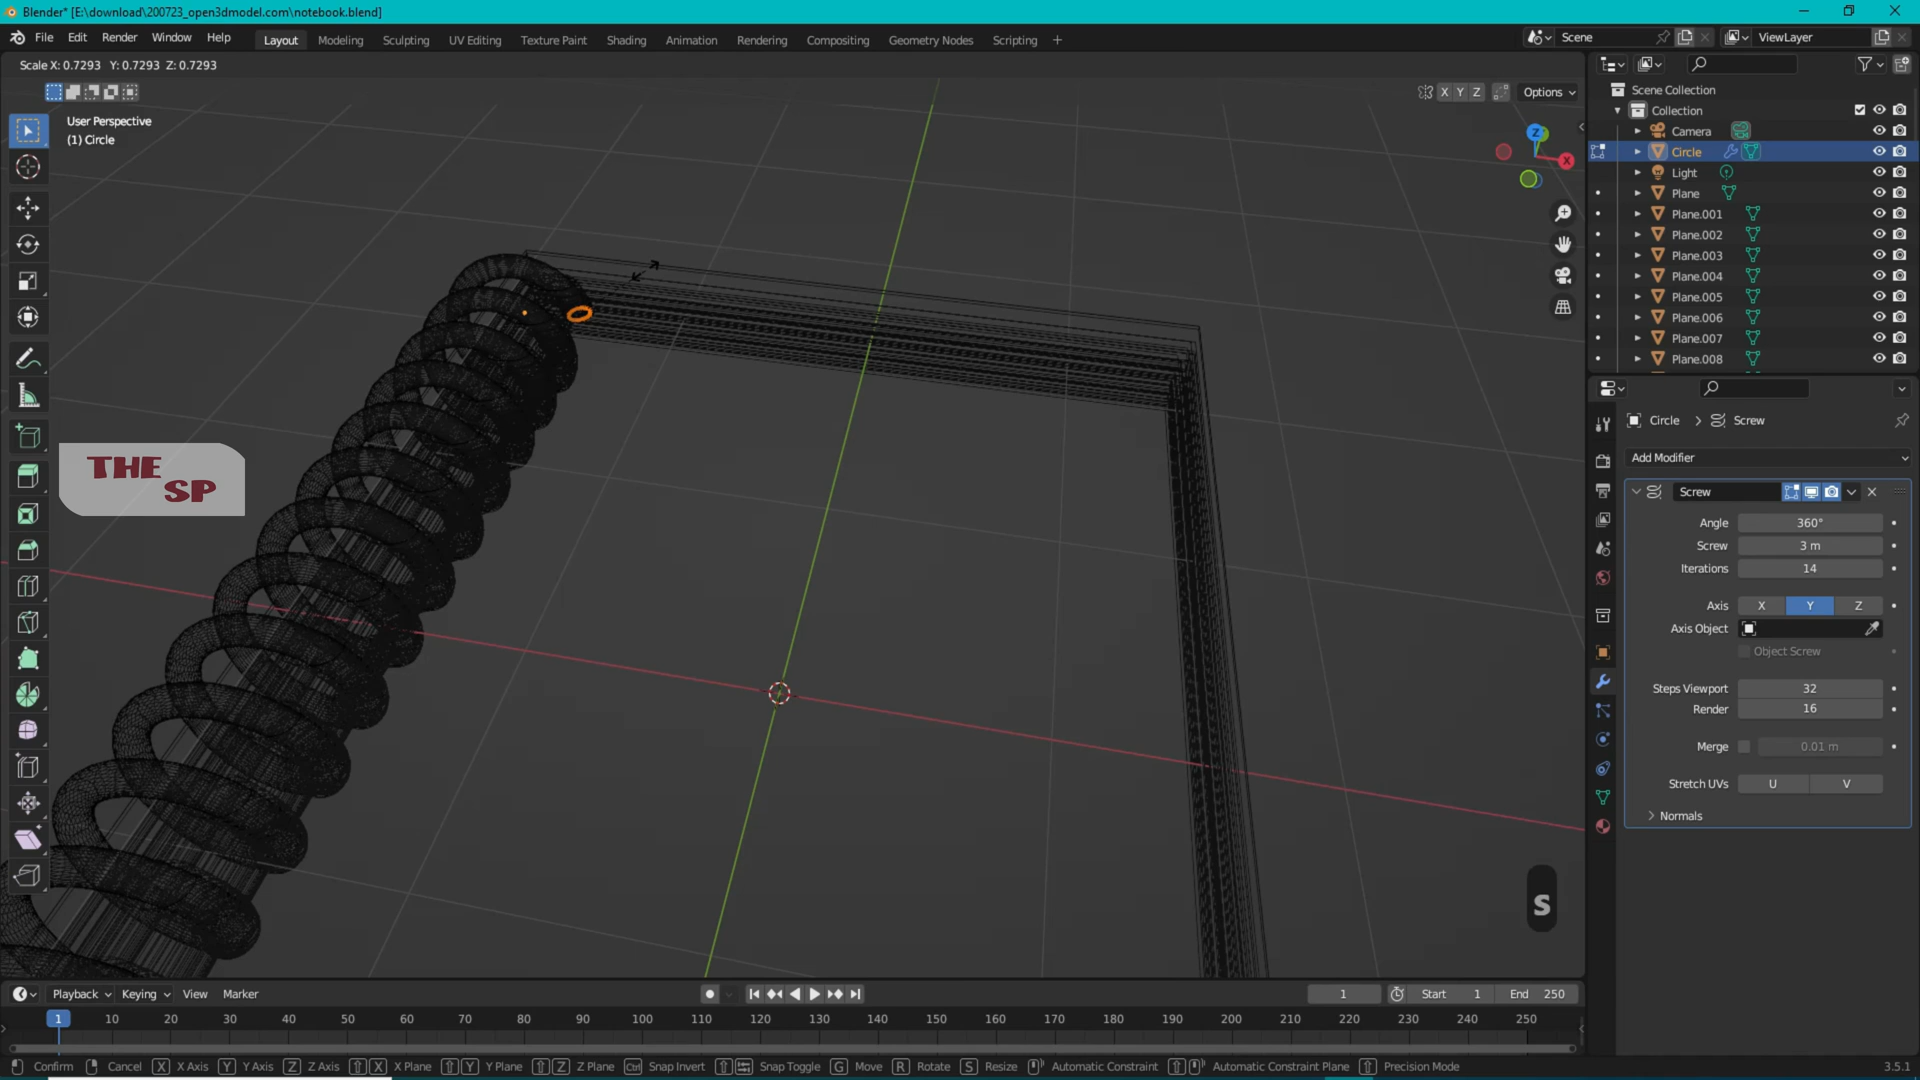 Blender* [E:\download\200723_open3dmodel.com\notebook.blend]
File Edit Render Window Help Layout Modeling Sculpting UV Editing Texture Paint Shading Animation Rendering Compositing Geometry Nodes Scripting + Scene ViewLayer
Scale X: 0.7293 Y: 0.7293 Z: 0.7293
X Y Z Options
User Perspective
(1) Circle
Z
X
THE
SP
S
Scene Collection
Collection
Camera
Circle
Light
Plane
Plane.001
Plane.002
Plane.003
Plane.004
Plane.005
Plane.006
Plane.007
Plane.008
Circle > Screw
Add Modifier
Screw
Angle 360°
Screw 3 m
Iterations 14
Axis X Y Z
Axis Object
Object Screw
Steps Viewport 32
Render 16
Merge 0.01 m
Stretch UVs U V
Normals
Playback Keying View Marker 1 Start 1 End 250
1 10 20 30 40 50 60 70 80 90 100 110 120 130 140 150 160 170 180 190 200 210 220 230 240 250
Confirm Cancel X X Axis Y Y Axis Z Z Axis X X Plane Y Y Plane Z Z Plane Ctrl Snap Invert Snap Toggle G Move R Rotate S Resize Automatic Constraint Automatic Constraint Plane Precision Mode 3.5.1